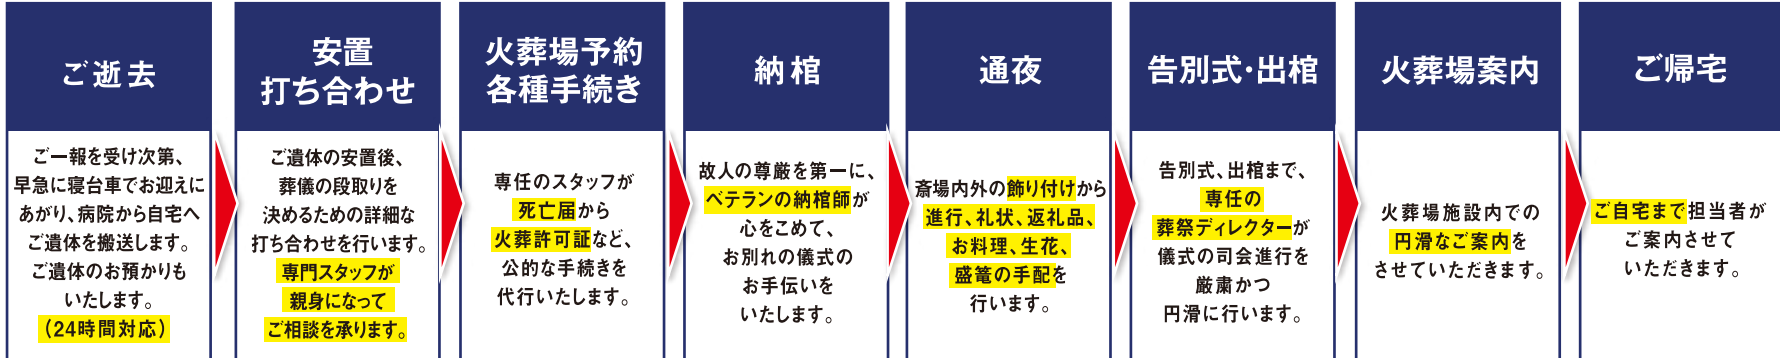 ご逝去
ご一報を受け次第、
早急に寝台車でお迎えに
あがり、病院から自宅へ
ご遺体を搬送します。
ご遺体のお預かりも
いたします。
（24時間対応）
安置
打ち合わせ
ご遺体の安置後、
葬儀の段取りを
決めるための詳細な
打ち合わせを行います。
専門スタッフが
親身になって
ご相談を承ります。
火葬場予約
各種手続き
専任のスタッフが
死亡届から
火葬許可証など、
公的な手続きを
代行いたします。
納棺
故人の尊厳を第一に、
ベテランの納棺師が
心をこめて、
お別れの儀式の
お手伝いを
いたします。
通夜
斎場内外の飾り付けから
進行、礼状、返礼品、
お料理、生花、
盛篭の手配を
行います。
告別式・出棺
告別式、出棺まで、
専任の
葬祭ディレクターが
儀式の司会進行を
厳粛かつ
円滑に行います。
火葬場案内
火葬場施設内での
円滑なご案内を
させていただきます。
ご帰宅
ご自宅まで担当者が
ご案内させて
いただきます。